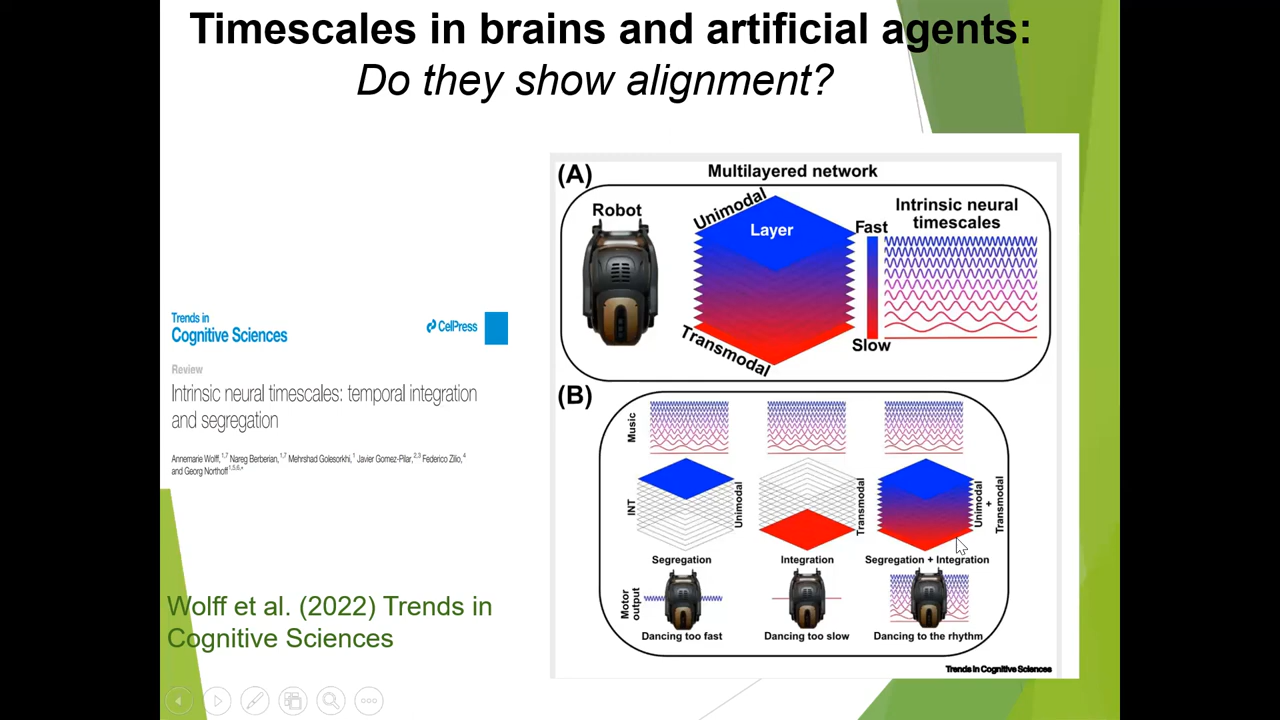 Timescales in brains and artificial agents:
Do they show alignment?
Trends in
Cognitive Sciences
CellPress
Review
Intrinsic neural timescales: temporal integration
and segregation
Annemarie Wolff,1,7 Nareg Berberian,1,7 Mehrshad Golesorkhi,1 Javier Gomez-Pilar,2,3 Federico Zilio,4
and Georg Northoff1,5,6,*
Wolff et al. (2022) Trends in
Cognitive Sciences
(A)
Multilayered network
Robot
Unimodal
Layer
Transmodal
Fast
Slow
Intrinsic neural
timescales
(B)
Music
INT
Unimodal
Transmodal
Unimodal
+
Transmodal
Segregation
Integration
Segregation + Integration
Motor
output
Dancing too fast
Dancing too slow
Dancing to the rhythm
Trends in Cognitive Sciences